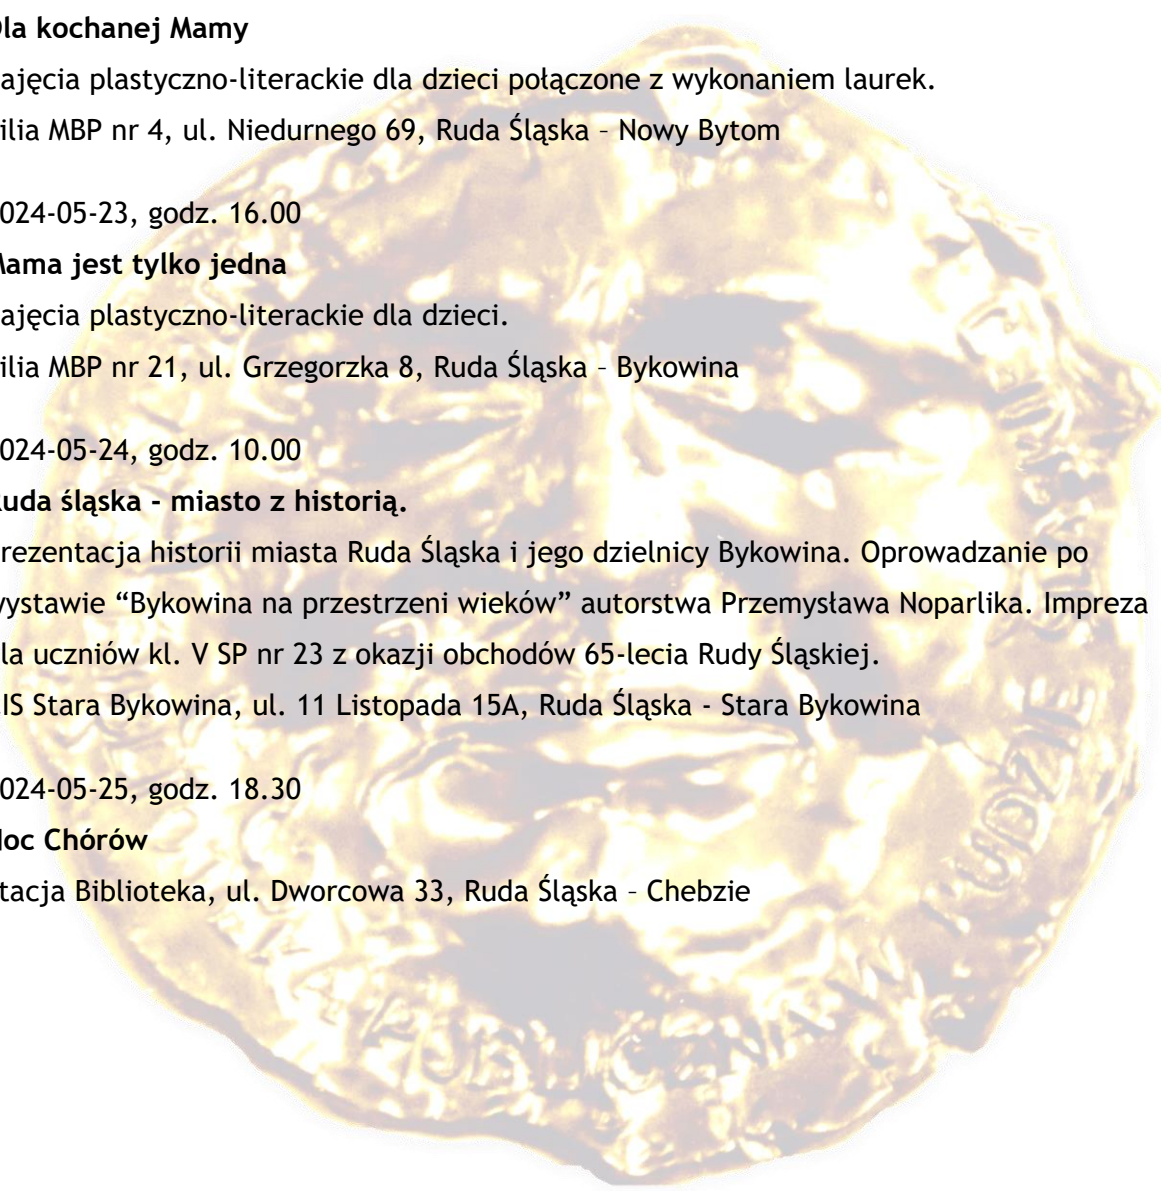 Dla kochanej Mamy
ajęcia plastyczno-literackie dla dzieci połączone z wykonaniem laurek.
ilia MBP nr 4, ul. Niedurnego 69, Ruda Śląska – Nowy Bytom
024-05-23, godz. 16.00
Mama jest tylko jedna
ajęcia plastyczno-literackie dla dzieci.
ilia MBP nr 21, ul. Grzegorzka 8, Ruda Śląska – Bykowina
024-05-24, godz. 10.00
Ruda śląska - miasto z historią.
rezentacja historii miasta Ruda Śląska i jego dzielnicy Bykowina. Oprowadzanie po
wystawie “Bykowina na przestrzeni wieków” autorstwa Przemysława Noparlika. Impreza
la uczniów kl. V SP nr 23 z okazji obchodów 65-lecia Rudy Śląskiej.
IS Stara Bykowina, ul. 11 Listopada 15A, Ruda Śląska - Stara Bykowina
024-05-25, godz. 18.30
Noc Chórów
tacja Biblioteka, ul. Dworcowa 33, Ruda Śląska – Chebzie